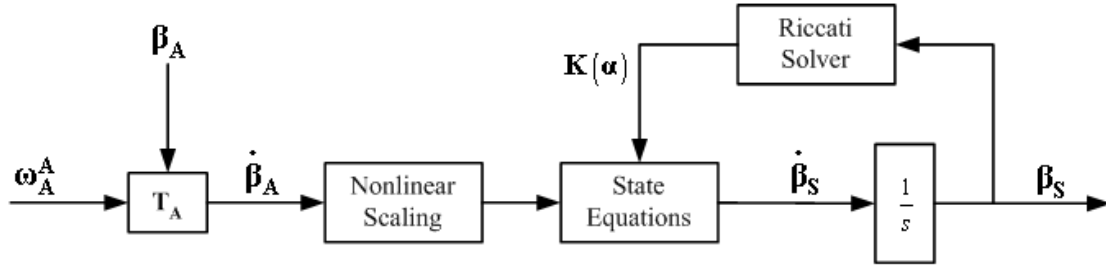 β_A
Riccati
Solver
K(α)
ω_A^A
T_A
β̇_A
Nonlinear
Scaling
State
Equations
β̇_S
1/s
β_S